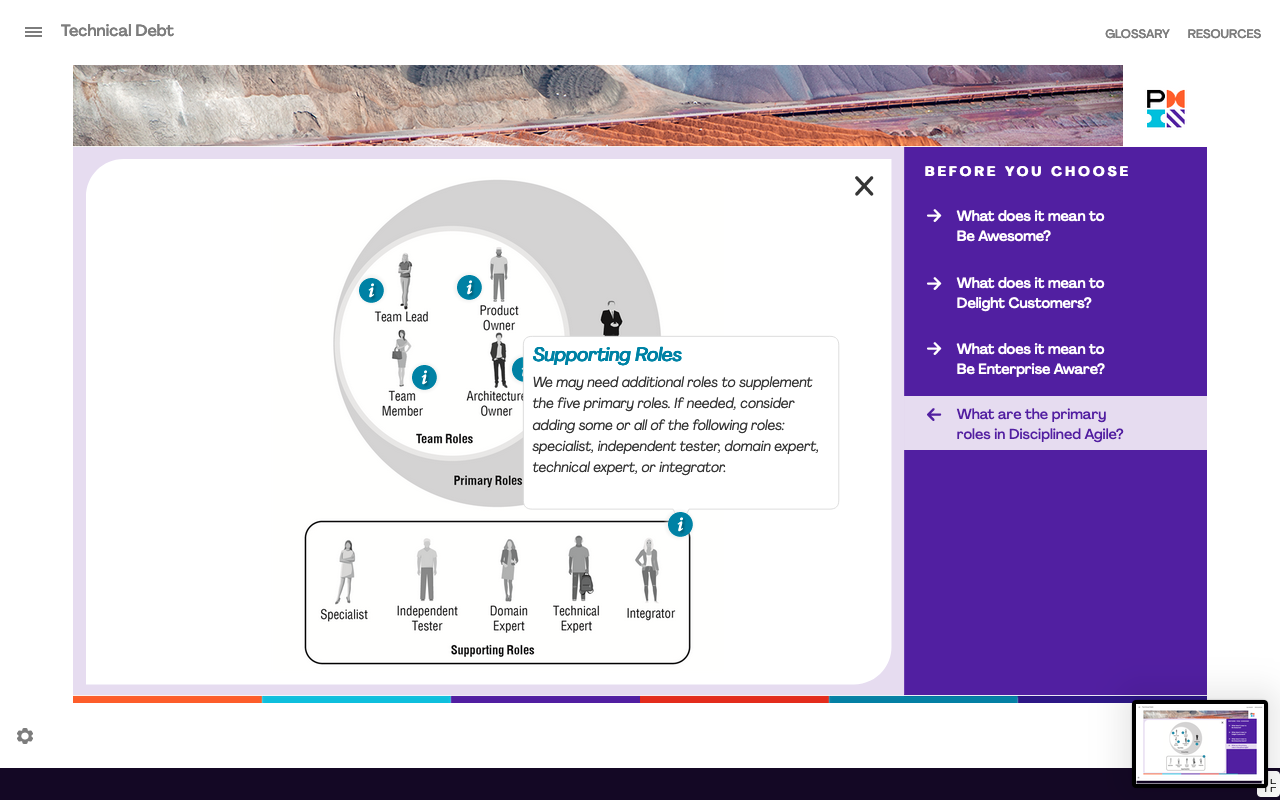 Technical Debt
GLOSSARY
RESOURCES
Team Lead
Product
Owner
Team
Member
Architecture
Owner
Team Roles
Primary Roles
Supporting Roles
We may need additional roles to supplement
the five primary roles. If needed, consider
adding some or all of the following roles:
specialist, independent tester, domain expert,
technical expert, or integrator.
Specialist
Independent
Tester
Domain
Expert
Technical
Expert
Integrator
Supporting Roles
BEFORE YOU CHOOSE
What does it mean to
Be Awesome?
What does it mean to
Delight Customers?
What does it mean to
Be Enterprise Aware?
What are the primary
roles in Disciplined Agile?